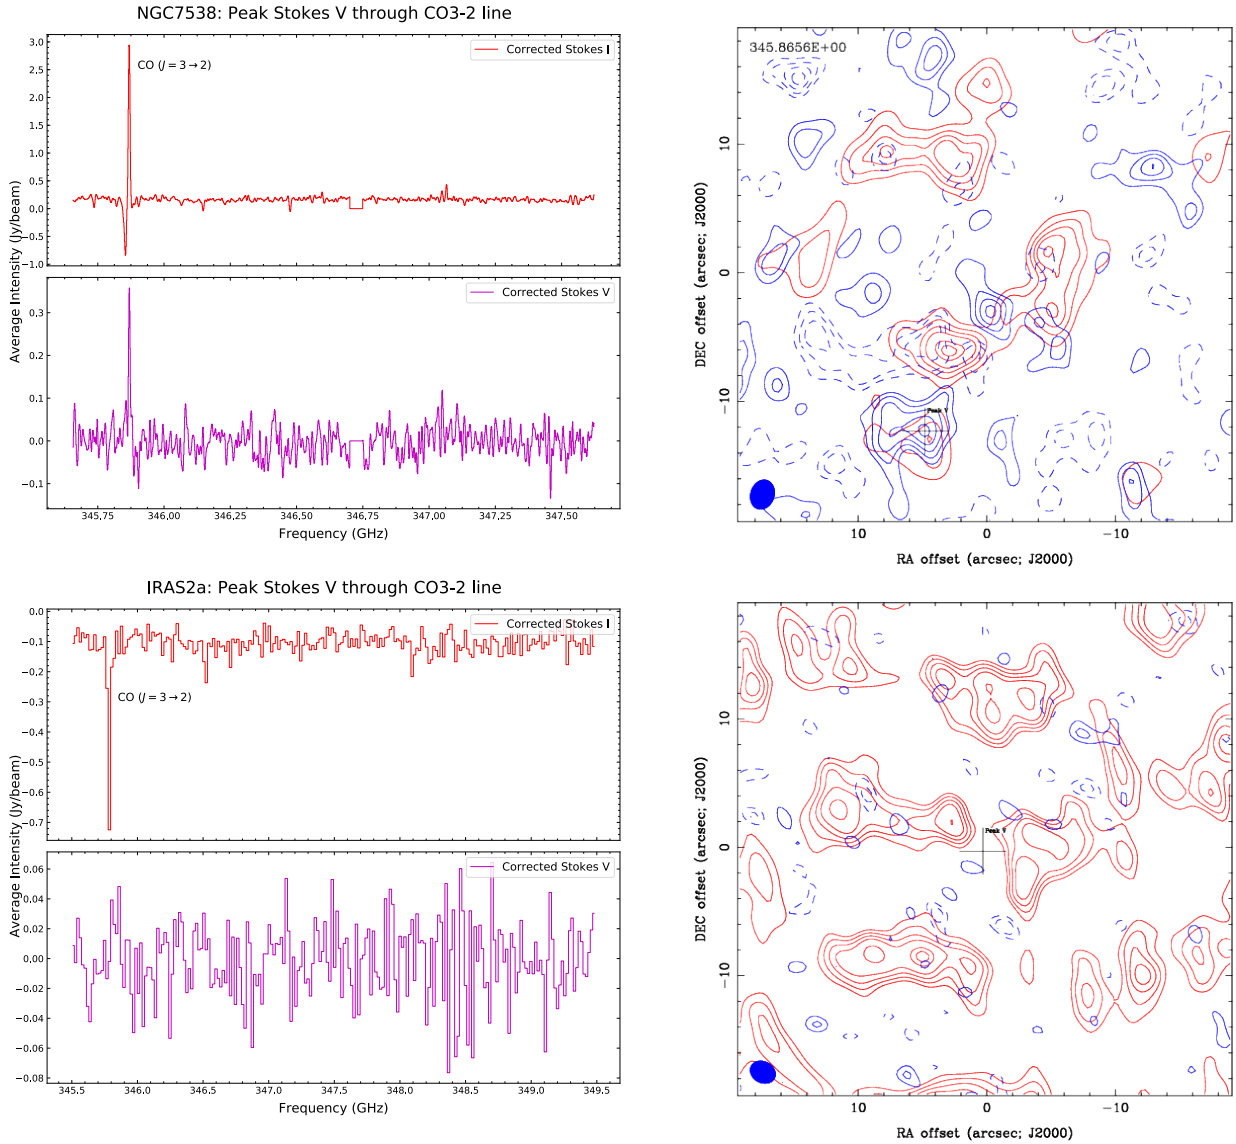 NGC7538: Peak Stokes V through CO3-2 line
Corrected Stokes I
CO (J = 3 → 2)
3.0
2.5
2.0
1.5
1.0
0.5
0.0
−0.5
−1.0
Corrected Stokes V
0.3
0.2
0.1
0.0
−0.1
Average Intensity (Jy/beam)
345.75 346.00 346.25 346.50 346.75 347.00 347.25 347.50
Frequency (GHz)
345.8656E+00
Peak V
10
0
−10
DEC offset (arcsec; J2000)
10 0 −10
RA offset (arcsec; J2000)
IRAS2a: Peak Stokes V through CO3-2 line
Corrected Stokes I
CO (J = 3 → 2)
0.0
−0.1
−0.2
−0.3
−0.4
−0.5
−0.6
−0.7
Corrected Stokes V
0.06
0.04
0.02
0.00
−0.02
−0.04
−0.06
−0.08
Average Intensity (Jy/beam)
345.5 346.0 346.5 347.0 347.5 348.0 348.5 349.0 349.5
Frequency (GHz)
Peak V
10
0
−10
DEC offset (arcsec; J2000)
10 0 −10
RA offset (arcsec; J2000)